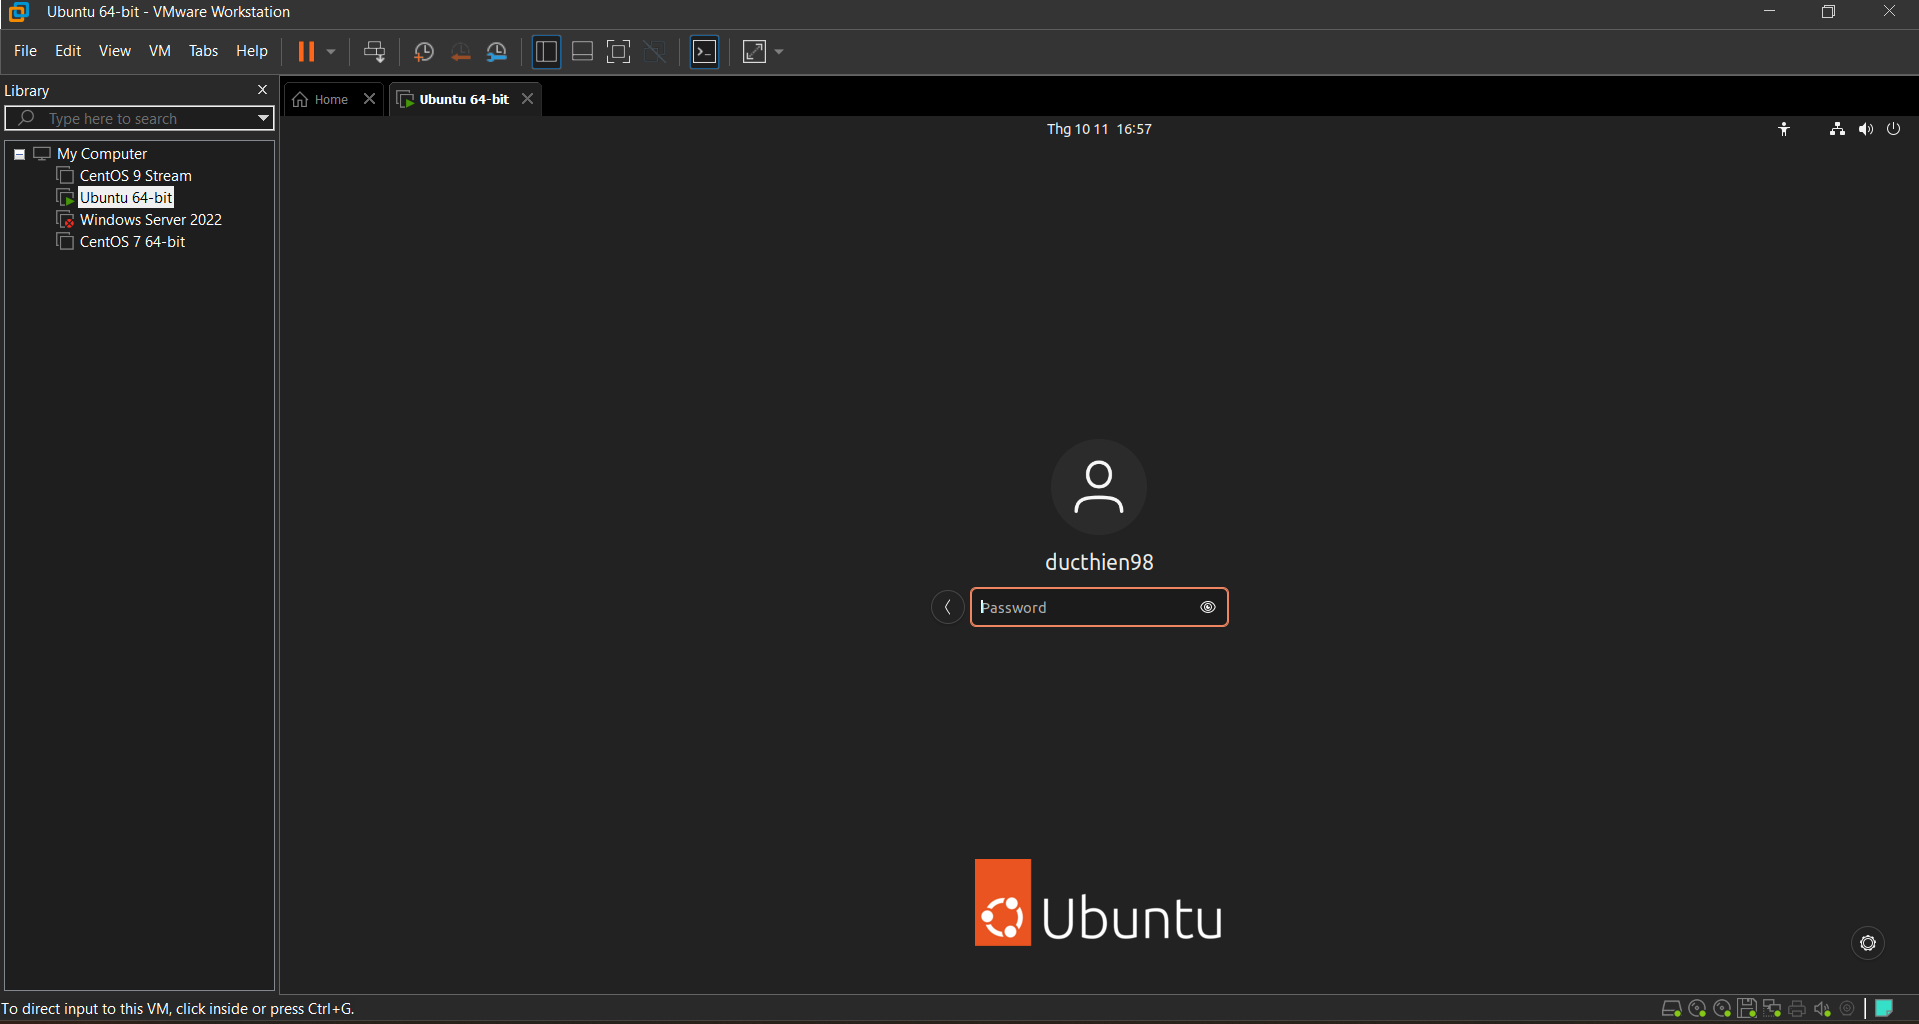 Ubuntu 64-bit - VMware Workstation
File Edit View VM Tabs Help
Library
Type here to search
My Computer
CentOS 9 Stream
Ubuntu 64-bit
Windows Server 2022
CentOS 7 64-bit
Home
Ubuntu 64-bit
Thg 10 11 16:57
ducthien98
Password
Ubuntu
To direct input to this VM, click inside or press Ctrl+G.